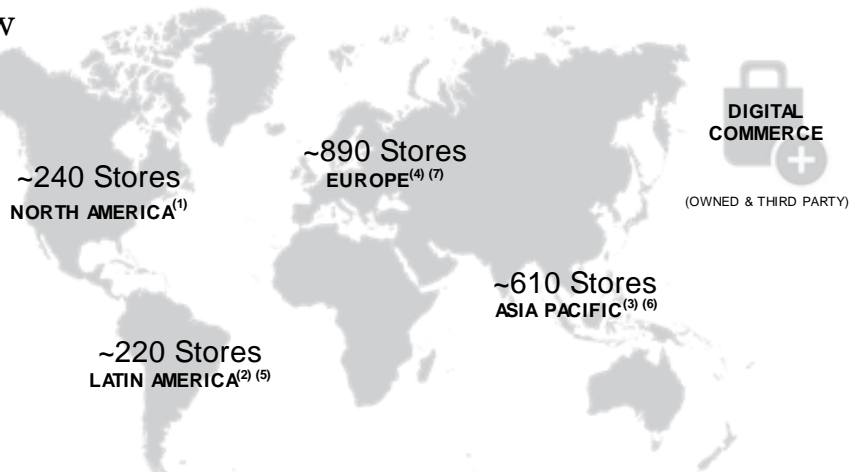 ~890 Stores
EUROPE(4) (7)
~240 Stores
NORTH AMERICA(1)
DIGITAL
COMMERCE
(OWNED & THIRD PARTY)
~610 Stores
ASIA PACIFIC(3) (6)
~220 Stores
LATIN AMERICA(2) (5)